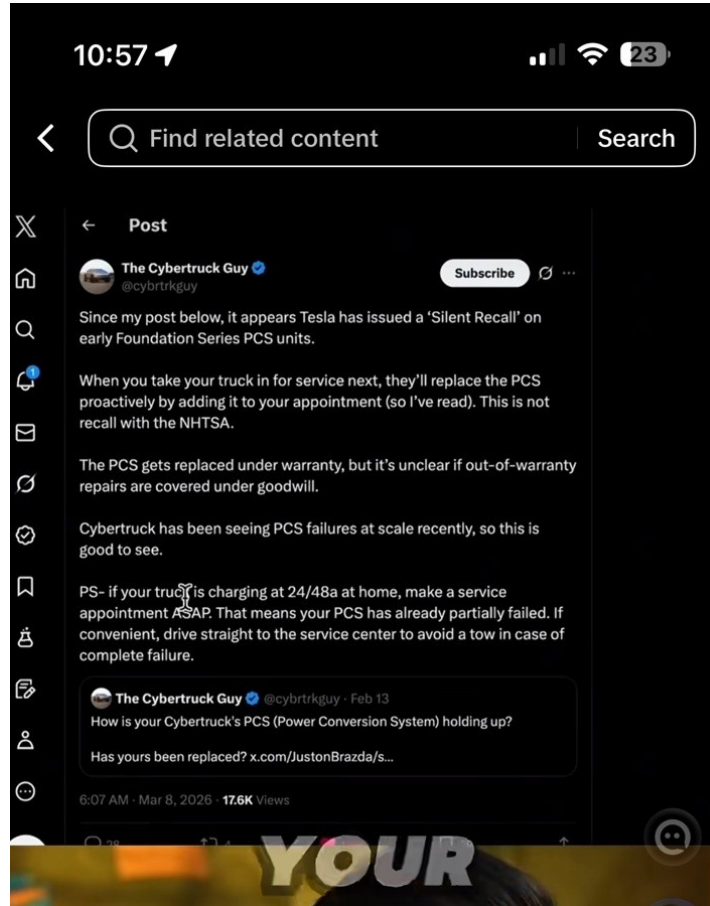 10:57
23
Find related content
Search
Post
The Cybertruck Guy
Subscribe
@cybrtrkguy
Since my post below, it appears Tesla has issued a ‘Silent Recall’ on
early Foundation Series PCS units.
When you take your truck in for service next, they’ll replace the PCS
proactively by adding it to your appointment (so I’ve read). This is not
recall with the NHTSA.
The PCS gets replaced under warranty, but it’s unclear if out-of-warranty
repairs are covered under goodwill.
Cybertruck has been seeing PCS failures at scale recently, so this is
good to see.
PS- if your truck is charging at 24/48a at home, make a service
appointment ASAP. That means your PCS has already partially failed. If
convenient, drive straight to the service center to avoid a tow in case of
complete failure.
The Cybertruck Guy @cybrtrkguy · Feb 13
How is your Cybertruck's PCS (Power Conversion System) holding up?
Has yours been replaced? x.com/JustonBrazda/s...
6:07 AM · Mar 8, 2026 · 17.6K Views
YOUR